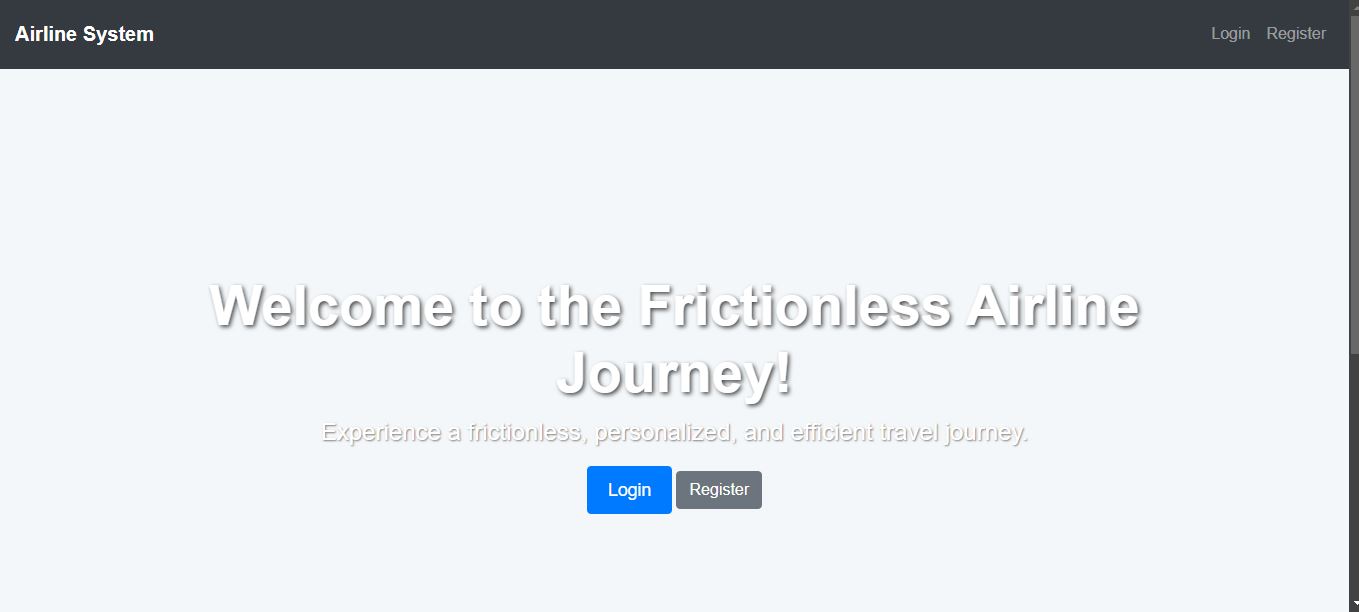 Airline System
Login Register
Welcome to the Frictionless Airline
Journey!
Experience a frictionless, personalized, and efficient travel journey.
Login Register